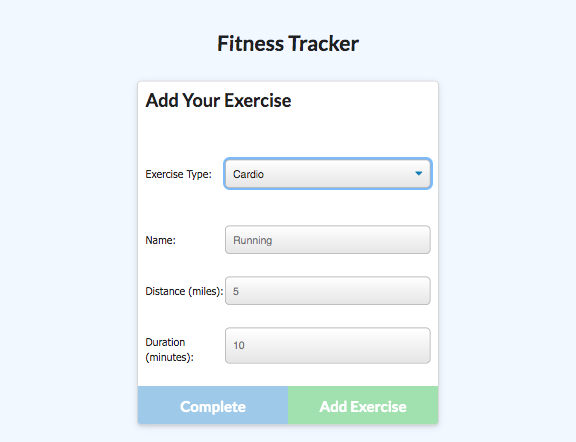 Fitness Tracker
Add Your Exercise
Exercise Type: Cardio
Name: Running
Distance (miles): 5
Duration
(minutes): 10
Complete Add Exercise